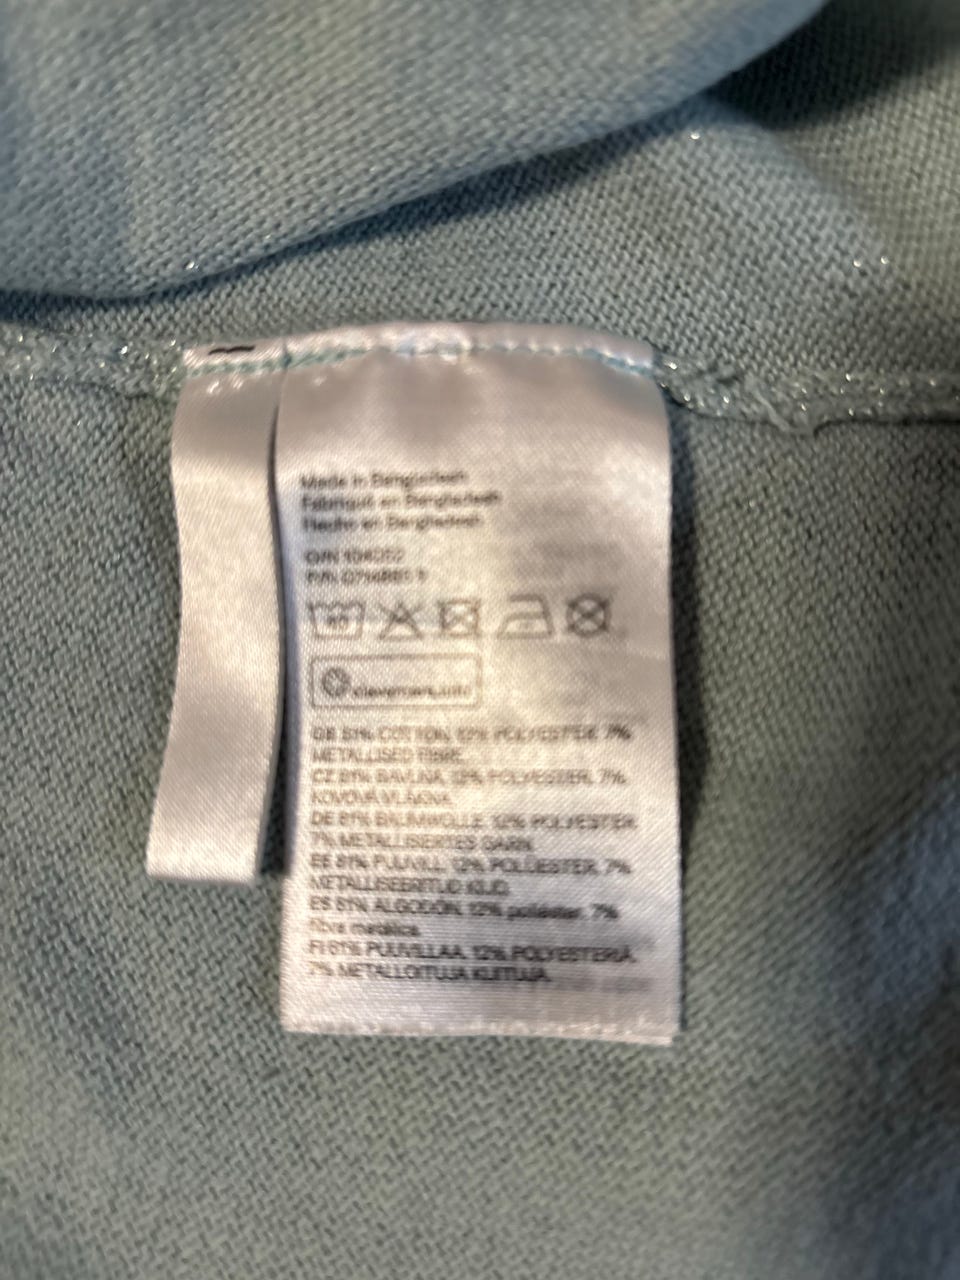 Made in Bangladesh
Fabriqué en Bangladesh
Hecho en Bangladesh
O/N
P/N
clevercare.info
GB 81% COTTON, 12% POLYESTER, 7%
METALLISED FIBRE.
CZ 81% BAVLNA, 12% POLYESTER, 7%
KOVOVÁ VLÁKNA.
DE 81% BAUMWOLLE, 12% POLYESTER,
7% METALLISIERTES GARN.
EE 81% PUUVILL, 12% POLÜESTER, 7%
METALLISEERITUD KIUD.
ES 81% ALGODÓN, 12% poliéster, 7%
fibra metálica.
FI 81% PUUVILLAA, 12% POLYESTERIÄ,
7% METALLOITUJA KUITUJA.